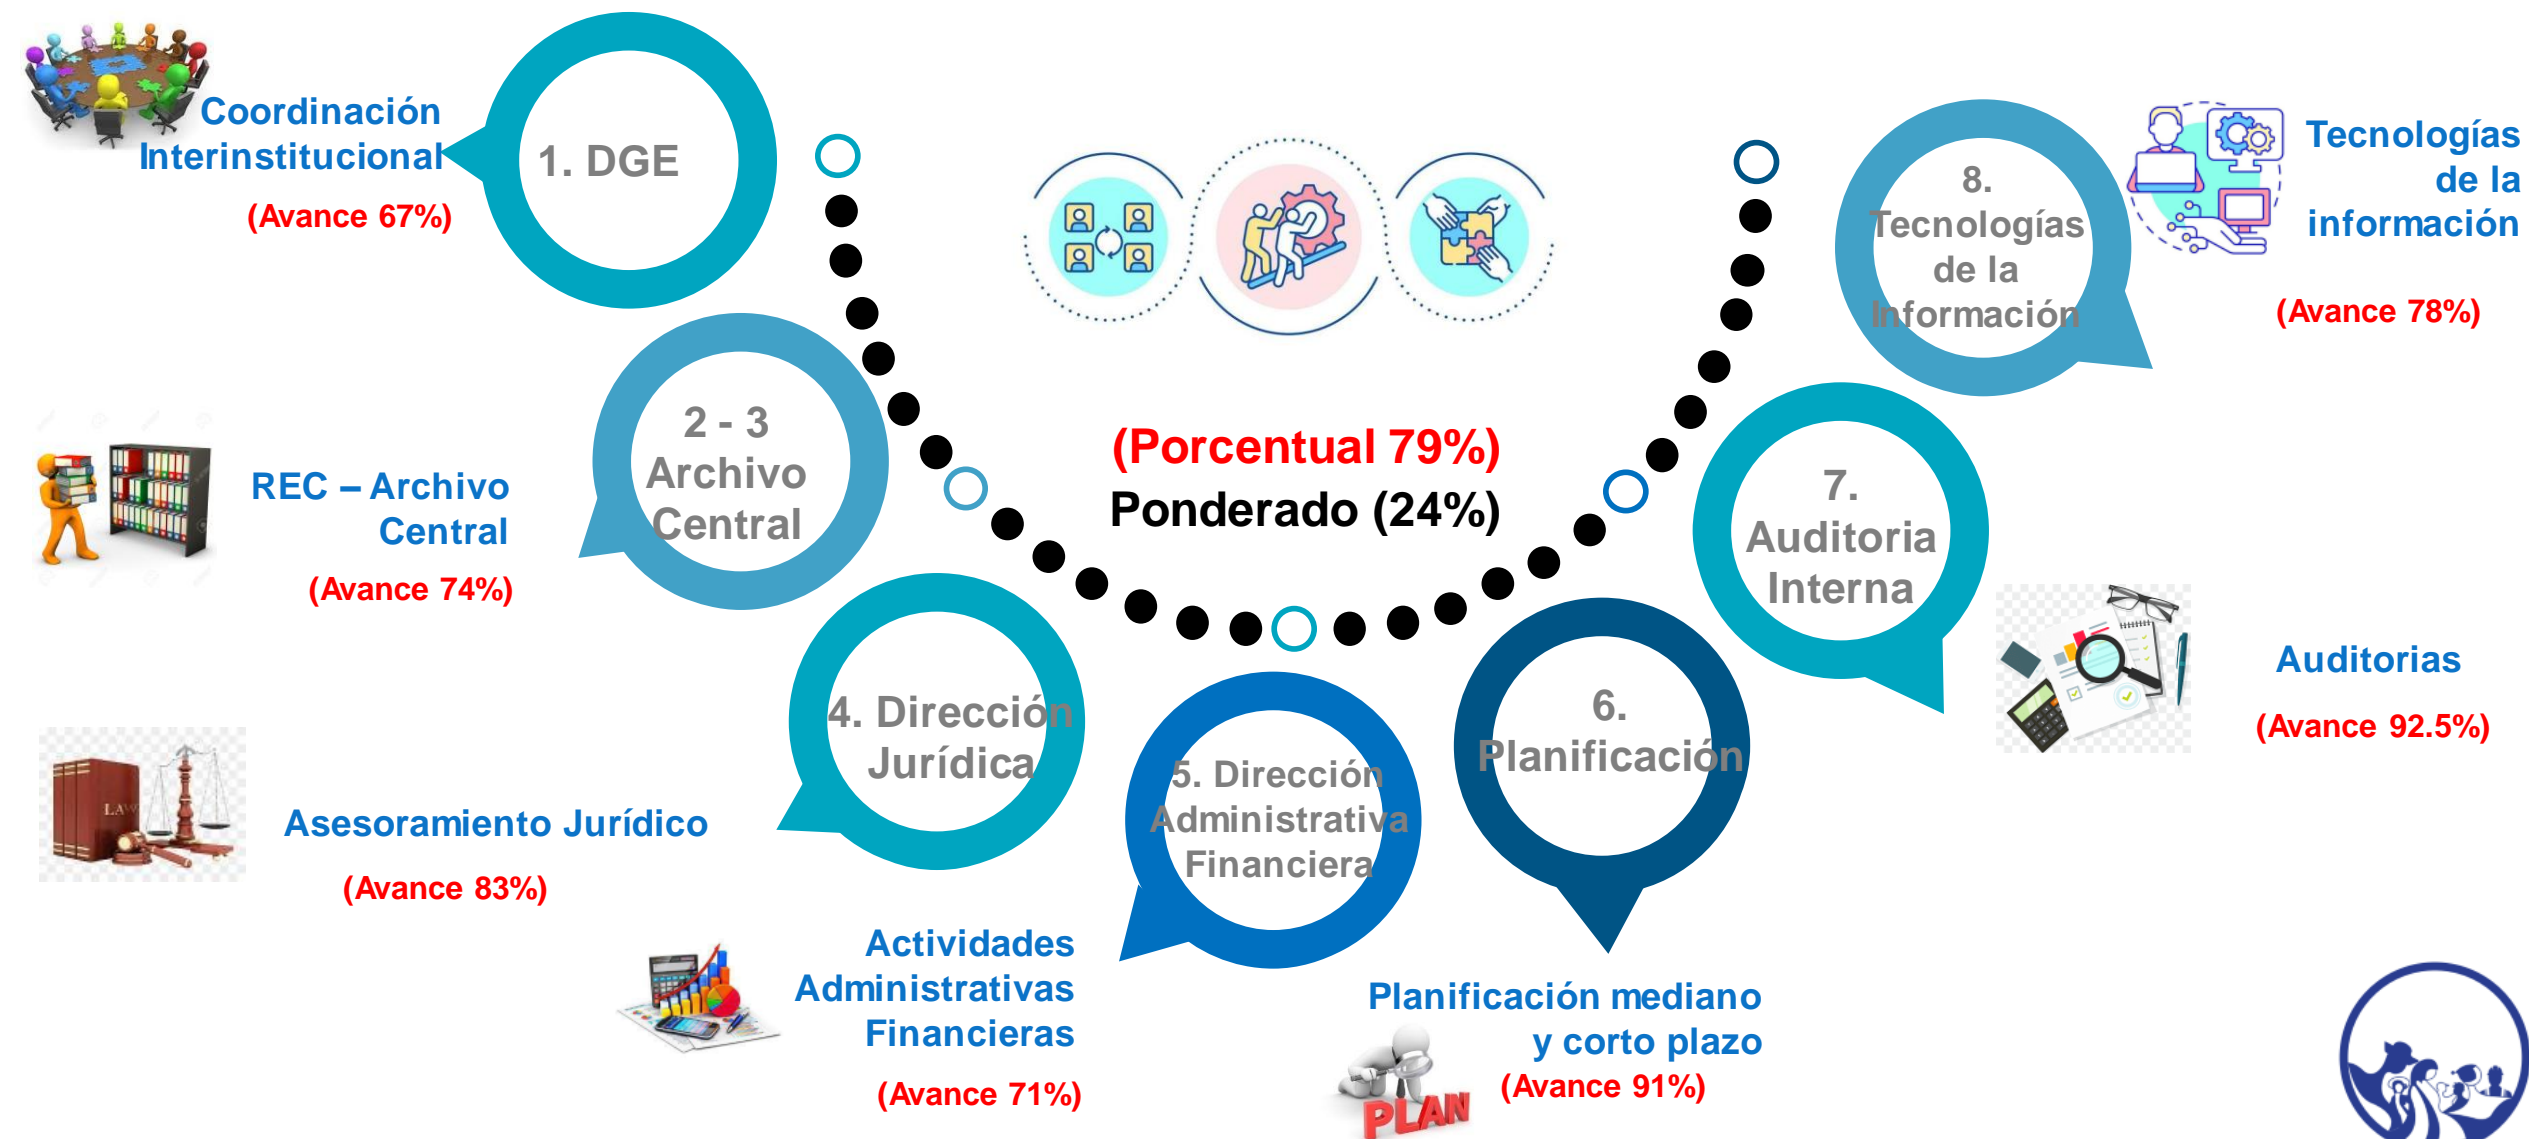 Coordinación
Interinstitucional
(Avance 67%)
1. DGE
REC – Archivo
Central
(Avance 74%)
2 - 3
Archivo
Central
Asesoramiento Jurídico
(Avance 83%)
4. Dirección
Jurídica
Actividades
Administrativas
Financieras
(Avance 71%)
5. Dirección
Administrativa
Financiera
(Porcentual 79%)
Ponderado (24%)
6.
Planificación
Planificación mediano
y corto plazo
(Avance 91%)
PLAN
7.
Auditoria
Interna
Auditorias
(Avance 92.5%)
8.
Tecnologías
de la
Información
Tecnologías
de la
información
(Avance 78%)
LAW